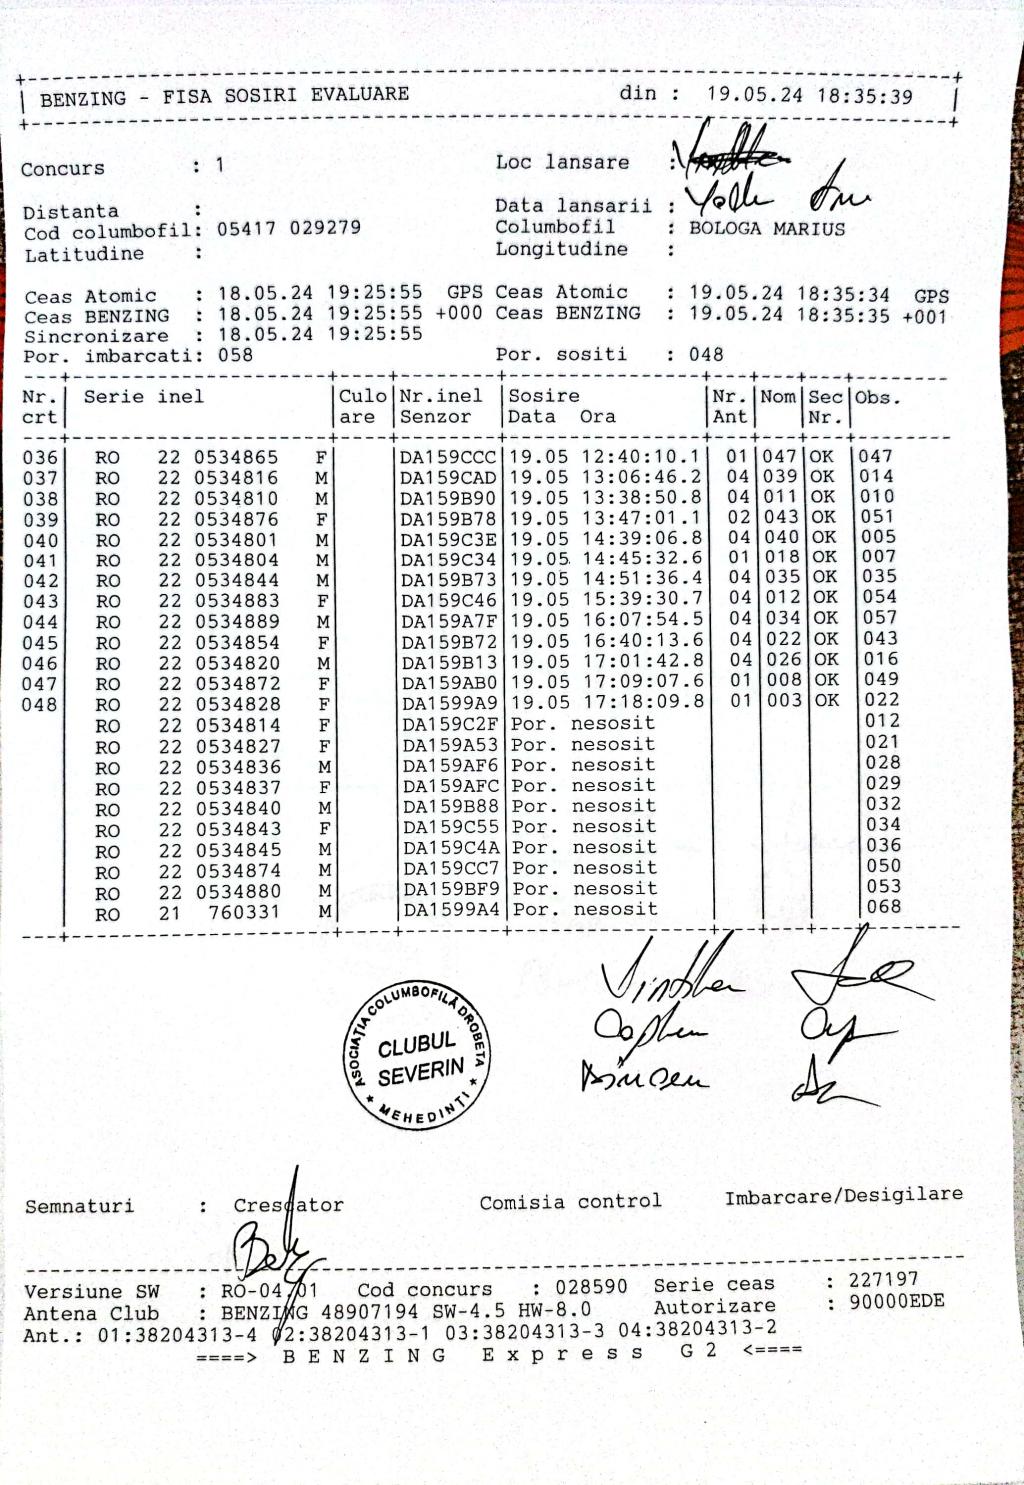 BENZING - FISA SOSIRI EVALUARE din : 19.05.24 18:35:39
Concurs : 1 Loc lansare :
Distanta : Data lansarii :
Cod columbofil: 05417 029279 Columbofil : BOLOGA MARIUS
Latitudine : Longitudine :
Ceas Atomic : 18.05.24 19:25:55 GPS Ceas Atomic : 19.05.24 18:35:34 GPS
Ceas BENZING : 18.05.24 19:25:55 +000 Ceas BENZING : 19.05.24 18:35:35 +001
Sincronizare : 18.05.24 19:25:55
Por. imbarcati: 058 Por. sositi : 048
Nr. Serie inel Culo Nr.inel Sosire Nr. Nom Sec Obs.
crt are Senzor Data Ora Ant Nr.
036 RO 22 0534865 F DA159CCC 19.05 12:40:10.1 01 047 OK 047
037 RO 22 0534816 M DA159CAD 19.05 13:06:46.2 04 039 OK 014
038 RO 22 0534810 M DA159B90 19.05 13:38:50.8 04 011 OK 010
039 RO 22 0534876 F DA159B78 19.05 13:47:01.1 02 043 OK 051
040 RO 22 0534801 M DA159C3E 19.05 14:39:06.8 04 040 OK 005
041 RO 22 0534804 M DA159C34 19.05 14:45:32.6 01 018 OK 007
042 RO 22 0534844 M DA159B73 19.05 14:51:36.4 04 035 OK 035
043 RO 22 0534883 F DA159C46 19.05 15:39:30.7 04 012 OK 054
044 RO 22 0534889 M DA159A7F 19.05 16:07:54.5 04 034 OK 057
045 RO 22 0534854 F DA159B72 19.05 16:40:13.6 04 022 OK 043
046 RO 22 0534820 M DA159B13 19.05 17:01:42.8 04 026 OK 016
047 RO 22 0534872 F DA159AB0 19.05 17:09:07.6 01 008 OK 049
048 RO 22 0534828 F DA1599A9 19.05 17:18:09.8 01 003 OK 022
RO 22 0534814 F DA159C2F Por. nesosit 012
RO 22 0534827 F DA159A53 Por. nesosit 021
RO 22 0534836 M DA159AF6 Por. nesosit 028
RO 22 0534837 F DA159AFC Por. nesosit 029
RO 22 0534840 M DA159B88 Por. nesosit 032
RO 22 0534843 F DA159C55 Por. nesosit 034
RO 22 0534845 M DA159C4A Por. nesosit 036
RO 22 0534874 M DA159CC7 Por. nesosit 050
RO 22 0534880 M DA159BF9 Por. nesosit 053
RO 21 760331 M DA1599A4 Por. nesosit 068
ASOCIAȚIA COLUMBOFILĂ DROBETA
CLUBUL
SEVERIN
* MEHEDINTI *
Semnaturi : Crescator Comisia control Imbarcare/Desigilare
Versiune SW : RO-04.01 Cod concurs : 028590 Serie ceas : 227197
Antena Club : BENZING 48907194 SW-4.5 HW-8.0 Autorizare : 90000EDE
Ant.: 01:38204313-4 02:38204313-1 03:38204313-3 04:38204313-2
====> B E N Z I N G E x p r e s s G 2 <====